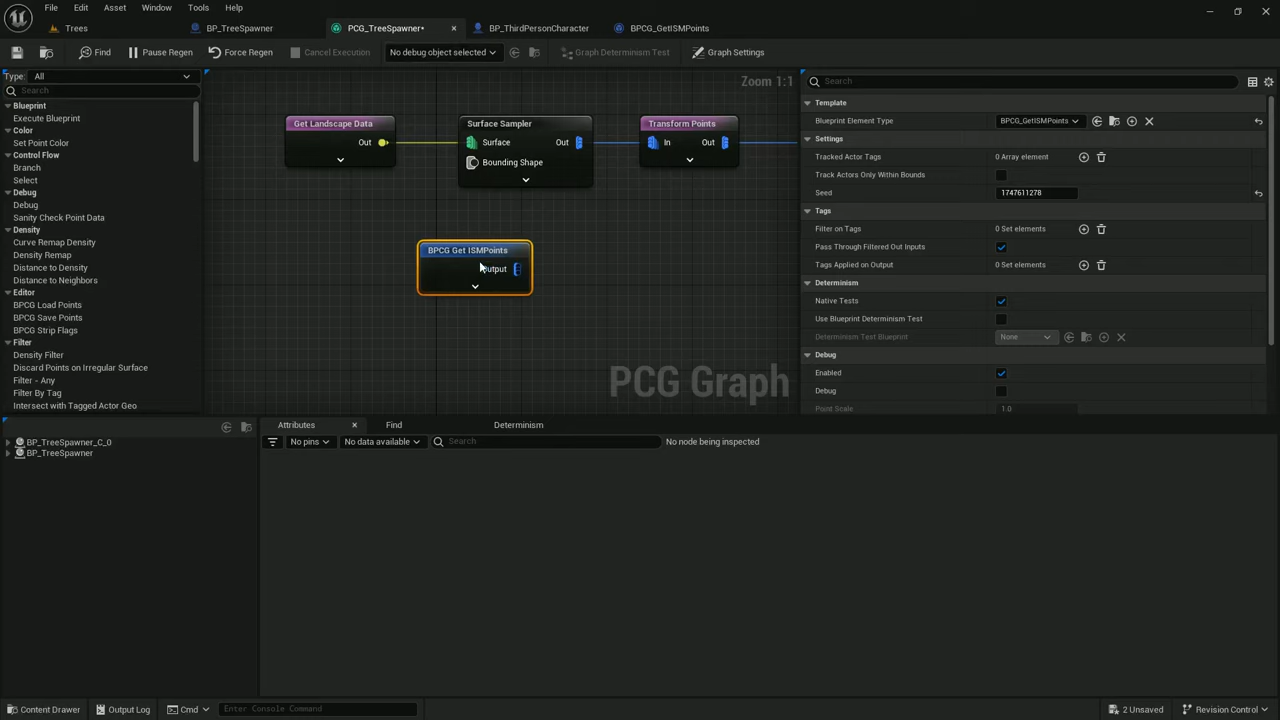 File Edit Asset Window Tools Help
Trees BP_TreeSpawner PCG_TreeSpawner* BP_ThirdPersonCharacter BPCG_GetISMPoints
Find Pause Regen Force Regen Cancel Execution No debug object selected Graph Determinism Test Graph Settings
Type: All
Search
Blueprint
Execute Blueprint
Color
Set Point Color
Control Flow
Branch
Select
Debug
Debug
Sanity Check Point Data
Density
Curve Remap Density
Density Remap
Distance to Density
Distance to Neighbors
Editor
BPCG Load Points
BPCG Save Points
BPCG Strip Flags
Filter
Density Filter
Discard Points on Irregular Surface
Filter - Any
Filter By Tag
Intersect with Tagged Actor Geo
Zoom 1:1
Get Landscape Data
Out
Surface Sampler
Surface Out
Bounding Shape
Transform Points
In Out
BPCG Get ISMPoints
Output
PCG Graph
Search
Template
Blueprint Element Type BPCG_GetISMPoints
Settings
Tracked Actor Tags 0 Array element
Track Actors Only Within Bounds
Seed 1747611278
Tags
Filter on Tags 0 Set elements
Pass Through Filtered Out Inputs
Tags Applied on Output 0 Set elements
Determinism
Native Tests
Use Blueprint Determinism Test
Determinism Test Blueprint None
Debug
Enabled
Debug
Point Scale 1.0
BP_TreeSpawner_C_0
BP_TreeSpawner
Attributes Find Determinism
No pins No data available Search No node being inspected
Content Drawer Output Log Cmd Enter Console Command 2 Unsaved Revision Control